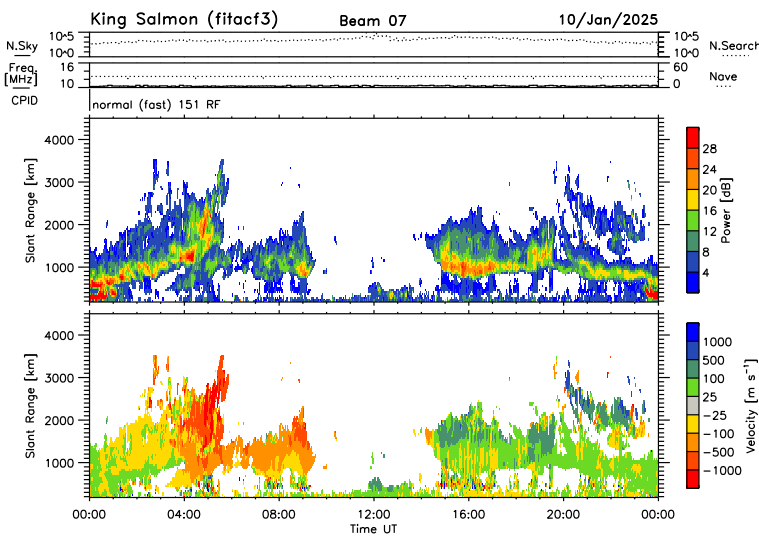 King Salmon (fitacf3) Beam 07 10/Jan/2025
N.Sky 10^5 10^0 10^5 10^0 N.Search
Freq [MHz] 16 10 60 0 Nave
CPID normal (fast) 151 RF
Slant Range [km] 4000 3000 2000 1000
28 24 20 16 12 8 4 Power [dB]
Slant Range [km] 4000 3000 2000 1000
1000 500 100 25 -25 -100 -500 -1000 Velocity [m s⁻¹]
00:00 04:00 08:00 12:00 16:00 20:00 00:00
Time UT